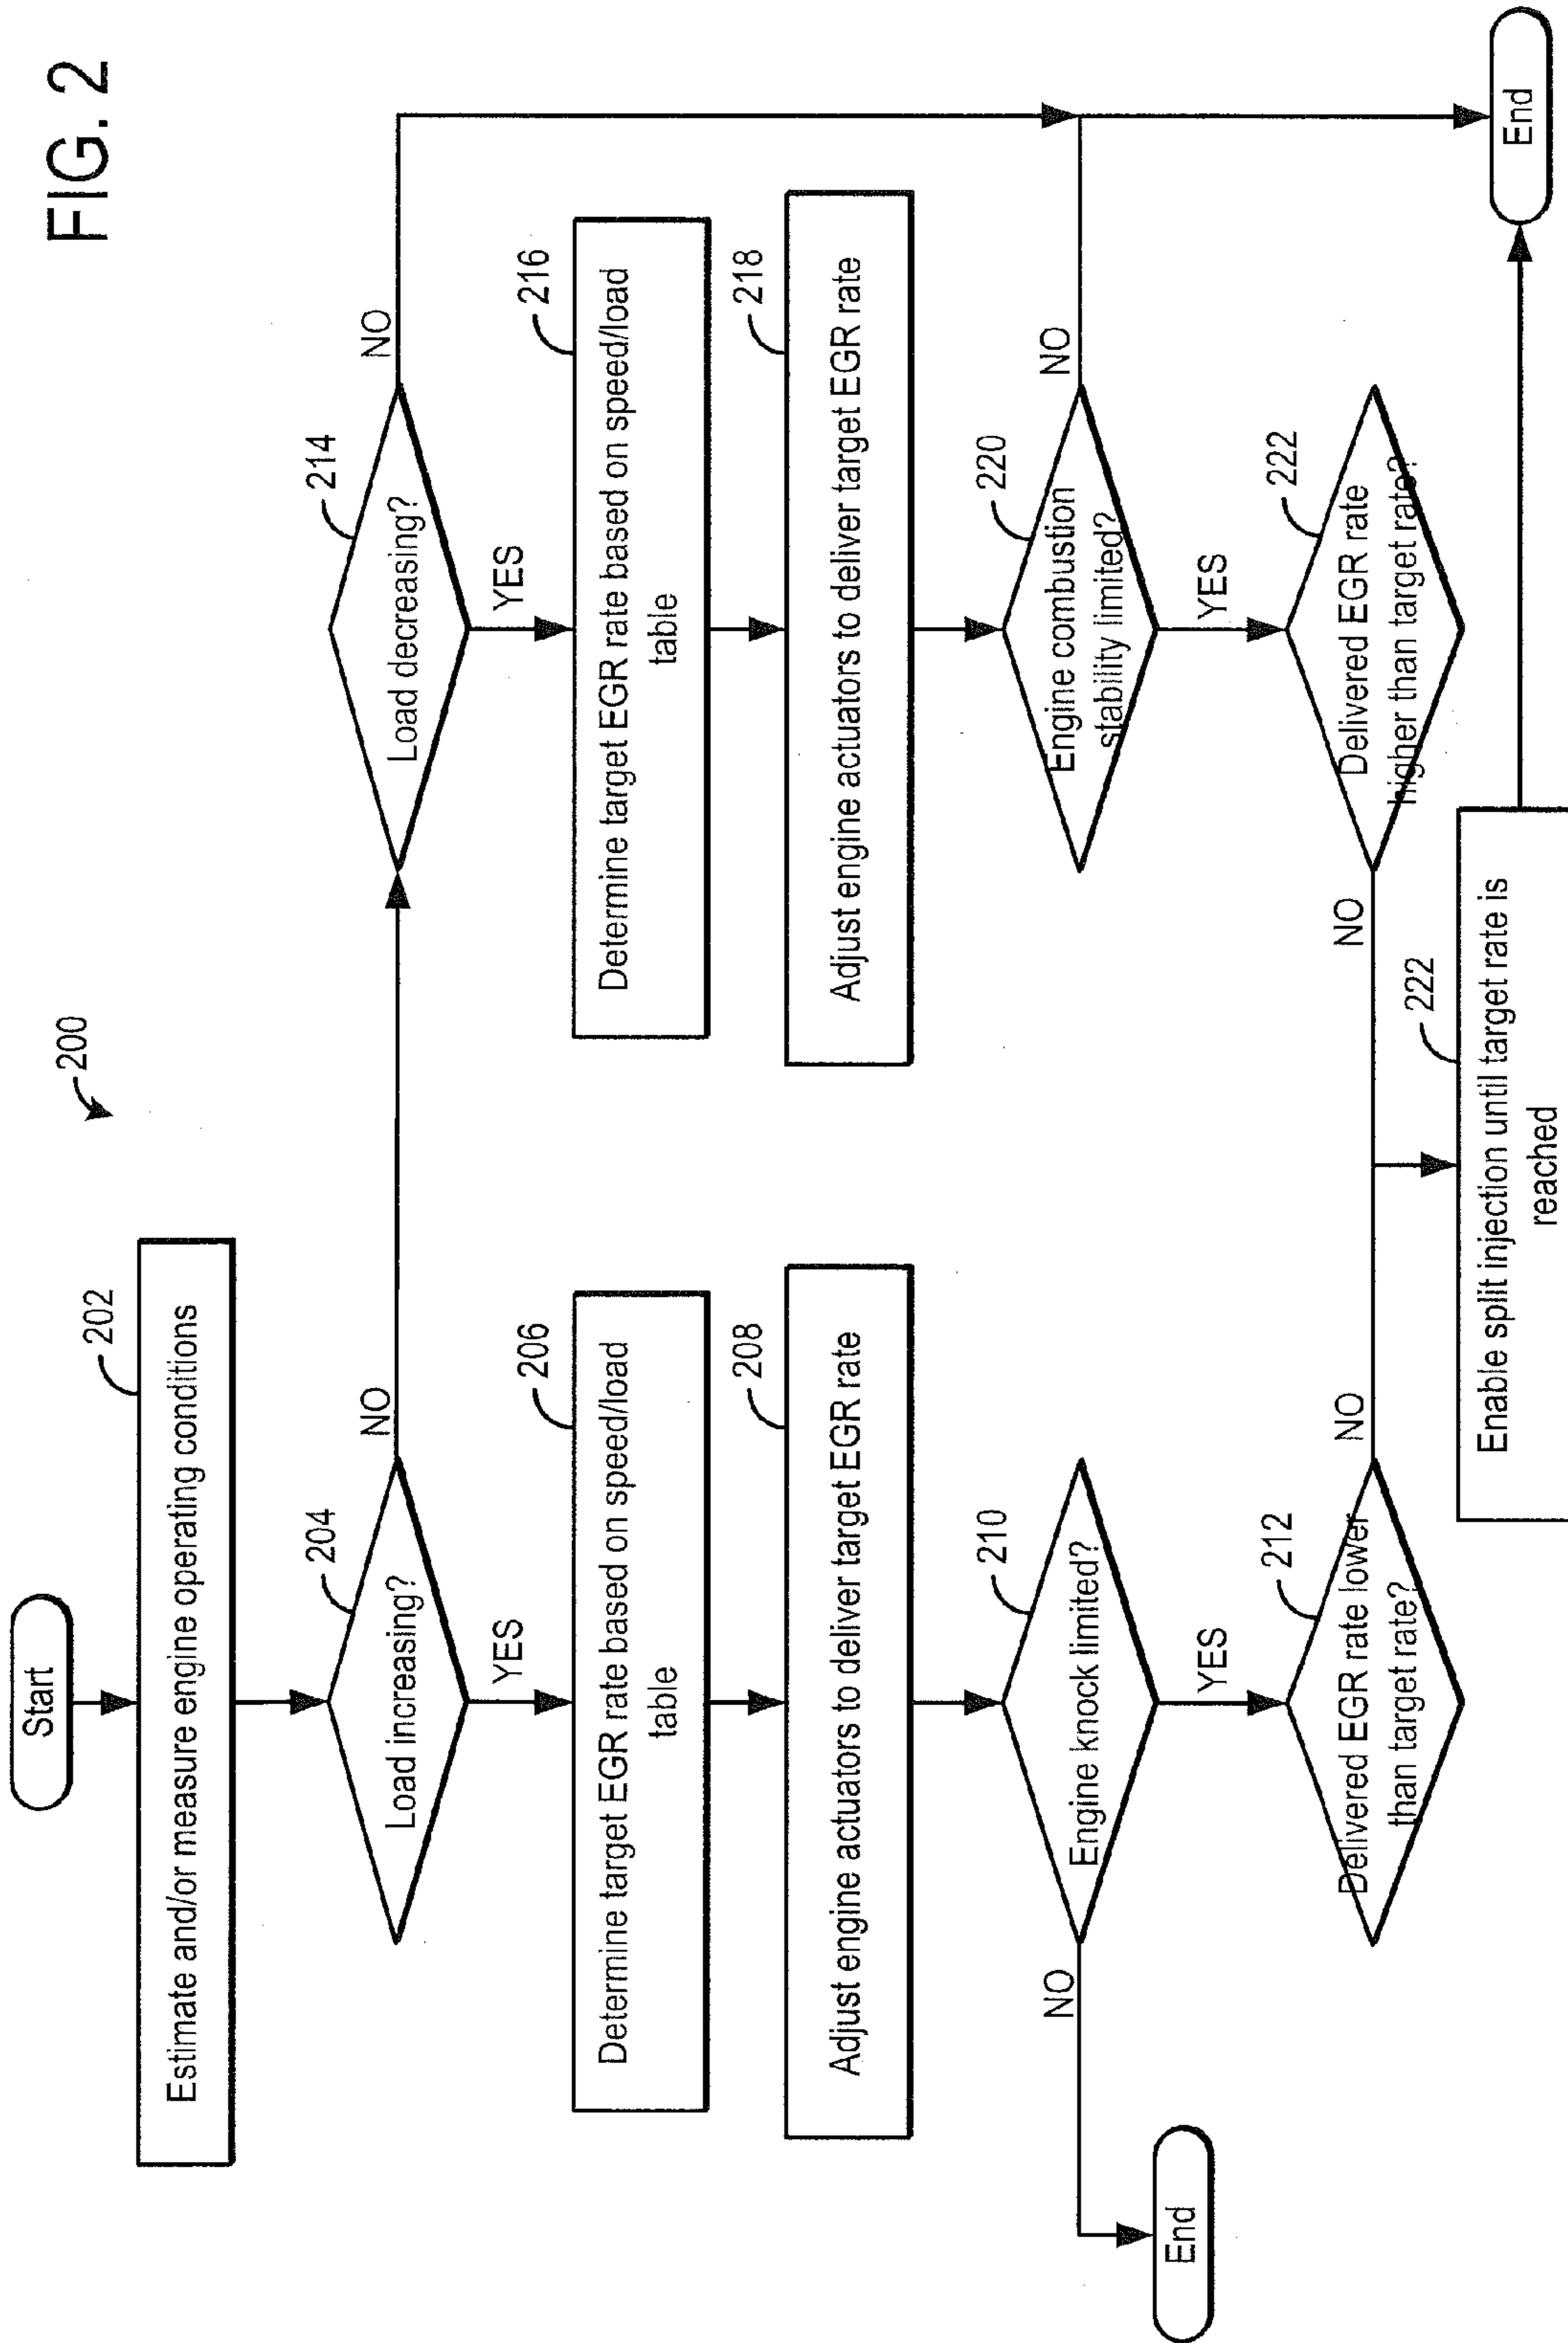 FIG. 2
200
Start
202
Estimate and/or measure engine operating conditions
204
Load increasing?
NO
YES
214
Load decreasing?
NO
YES
206
Determine target EGR rate based on speed/load
table
216
Determine target EGR rate based on speed/load
table
208
Adjust engine actuators to deliver target EGR rate
218
Adjust engine actuators to deliver target EGR rate
210
Engine knock limited?
NO
YES
220
Engine combustion
stability limited?
NO
YES
End
212
Delivered EGR rate lower
than target rate?
NO
222
Delivered EGR rate
higher than target rate?
NO
222
Enable split injection until target rate is
reached
End